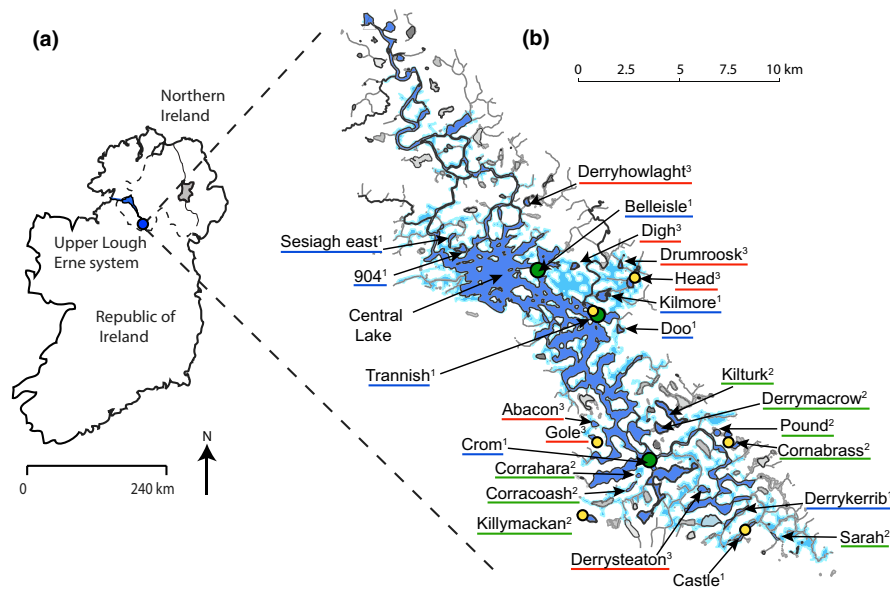 (a)
(b)
0 2.5 5 10 km
Northern
Ireland
Upper Lough
Erne system
Republic of
Ireland
N
0 240 km
Derryhowlaght³
Belleisle¹
Digh³
Drumroosk³
Head³
Kilmore¹
Doo¹
Sesiagh east¹
904¹
Central
Lake
Trannish¹
Kilturk²
Derrymacrow²
Pound²
Cornabrass²
Abacon³
Gole³
Crom¹
Corrahara²
Corracoash²
Killymackan²
Derrykerrib¹
Sarah²
Derrysteaton³
Castle¹